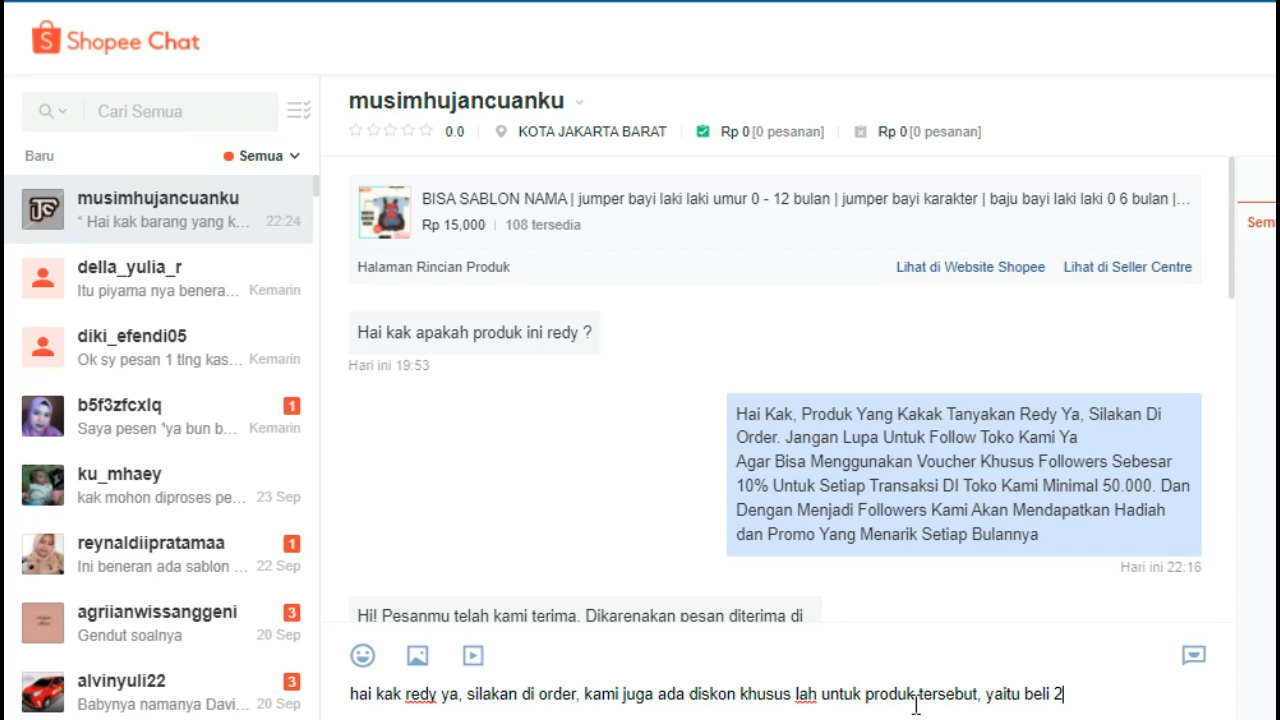 Shopee Chat
Cari Semua
Baru
Semua
musimhujancuanku
“ Hai kak barang yang k...
22:24
della_yulia_r
Itu piyama nya benera...
Kemarin
diki_efendi05
Ok sy pesan 1 tlng kas...
Kemarin
b5f3zfcxlq
1
Saya pesen 'ya bun b...
Kemarin
ku_mhaey
kak mohon diproses pe...
23 Sep
reynaldiipratamaa
1
Ini beneran ada sablon ...
22 Sep
agriianwissanggeni
3
Gendut soalnya
20 Sep
alvinyuli22
3
Babynya namanya Davi...
20 Sep
musimhujancuanku
0.0
KOTA JAKARTA BARAT
Rp 0 [0 pesanan]
Rp 0 [0 pesanan]
BISA SABLON NAMA | jumper bayi laki laki umur 0 - 12 bulan | jumper bayi karakter | baju bayi laki laki 0 6 bulan |...
Rp 15,000
108 tersedia
Halaman Rincian Produk
Lihat di Website Shopee
Lihat di Seller Centre
Hai kak apakah produk ini redy ?
Hari ini 19:53
Hai Kak, Produk Yang Kakak Tanyakan Redy Ya, Silakan Di
Order. Jangan Lupa Untuk Follow Toko Kami Ya
Agar Bisa Menggunakan Voucher Khusus Followers Sebesar
10% Untuk Setiap Transaksi DI Toko Kami Minimal 50.000. Dan
Dengan Menjadi Followers Kami Akan Mendapatkan Hadiah
dan Promo Yang Menarik Setiap Bulannya
Hari ini 22:16
Hi! Pesanmu telah kami terima. Dikarenakan pesan diterima di
hai kak redy ya, silakan di order, kami juga ada diskon khusus lah untuk produk tersebut, yaitu beli 2
Sem